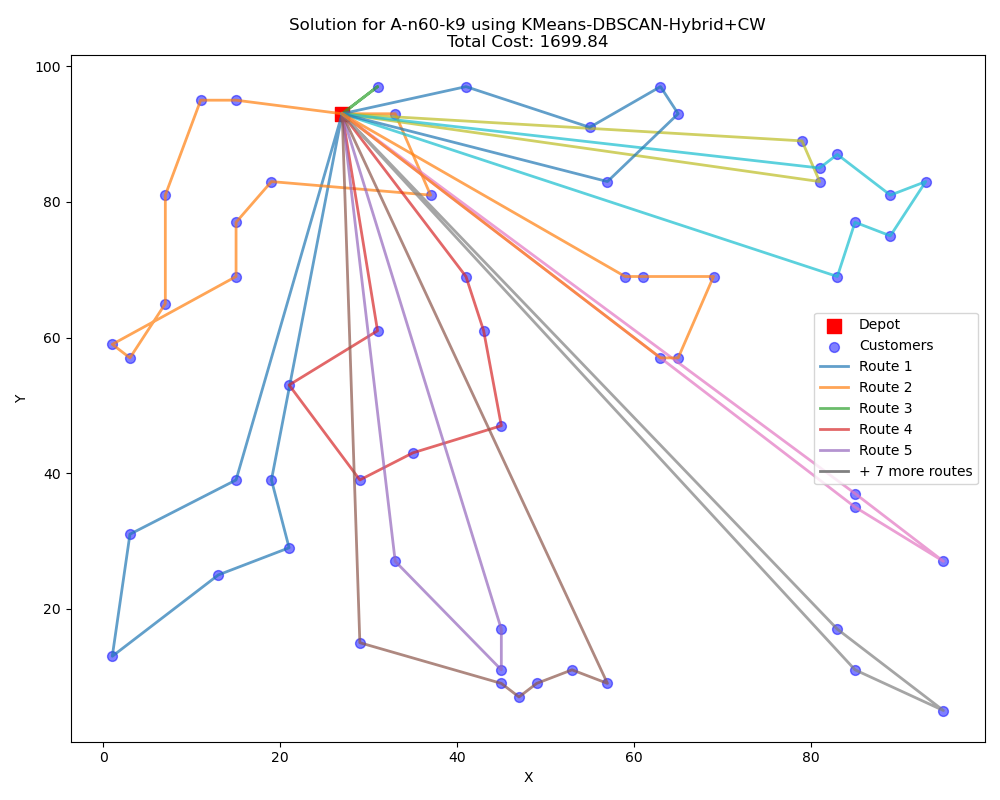 Solution for A-n60-k9 using KMeans-DBSCAN-Hybrid+CW
Total Cost: 1699.84
Y
100
80
60
40
20
0
20
40
60
80
X
Depot
Customers
Route 1
Route 2
Route 3
Route 4
Route 5
+ 7 more routes